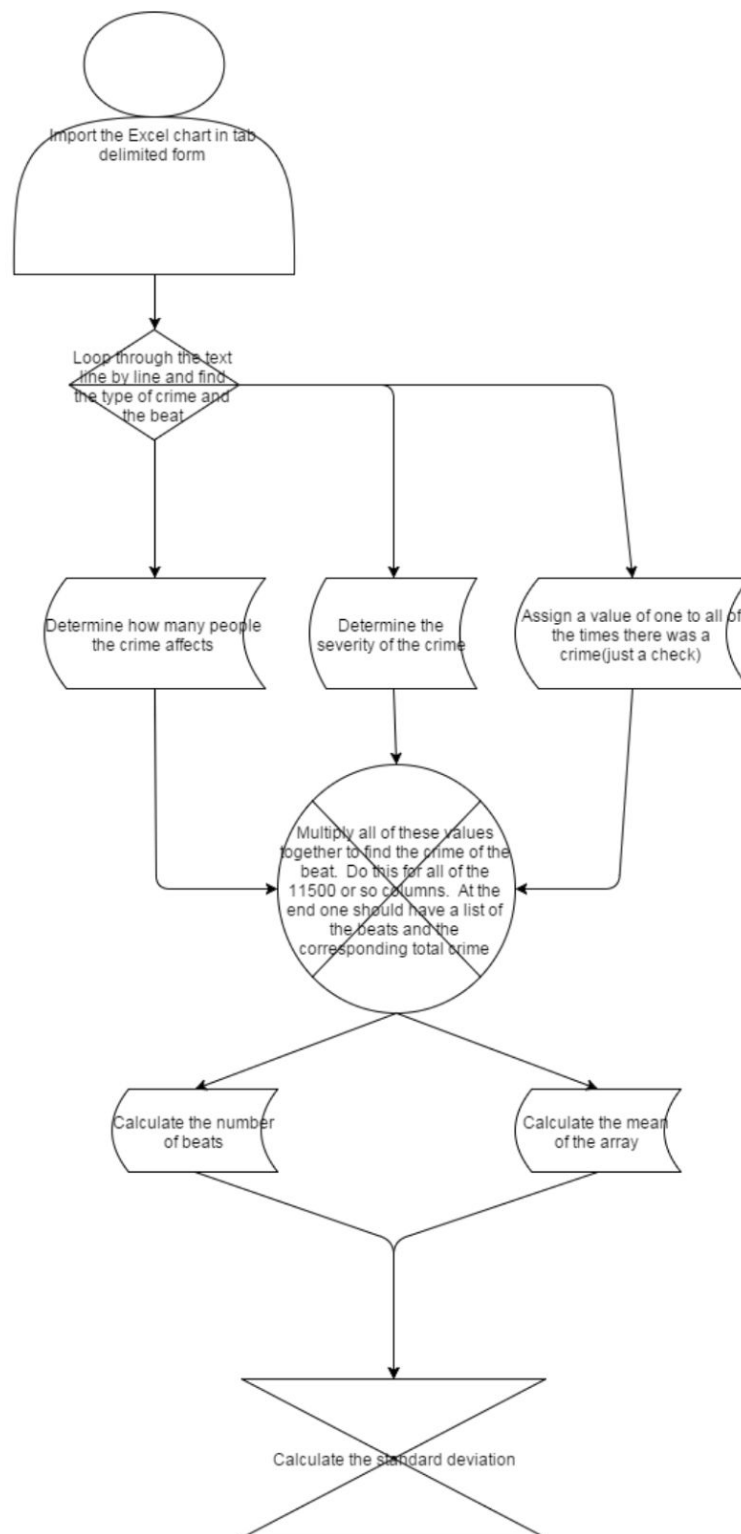 Import the Excel chart in tab
delimited form
Loop through the text
line by line and find
the type of crime and
the beat
Determine how many people
the crime affects
Determine the
severity of the crime
Assign a value of one to all of
the times there was a
crime(just a check)
Multiply all of these values
together to find the crime of the
beat. Do this for all of the
11500 or so columns. At the
end one should have a list of
the beats and the
corresponding total crime
Calculate the number
of beats
Calculate the mean
of the array
Calculate the standard deviation